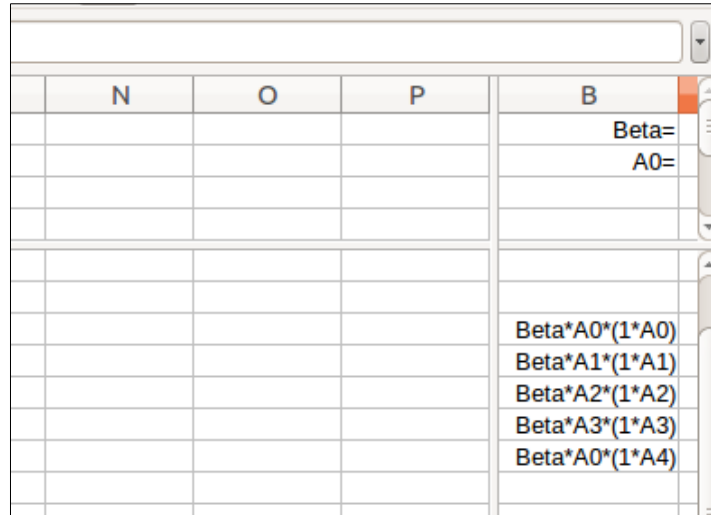 N O P B
Beta=
A0=
Beta*A0*(1*A0)
Beta*A1*(1*A1)
Beta*A2*(1*A2)
Beta*A3*(1*A3)
Beta*A0*(1*A4)